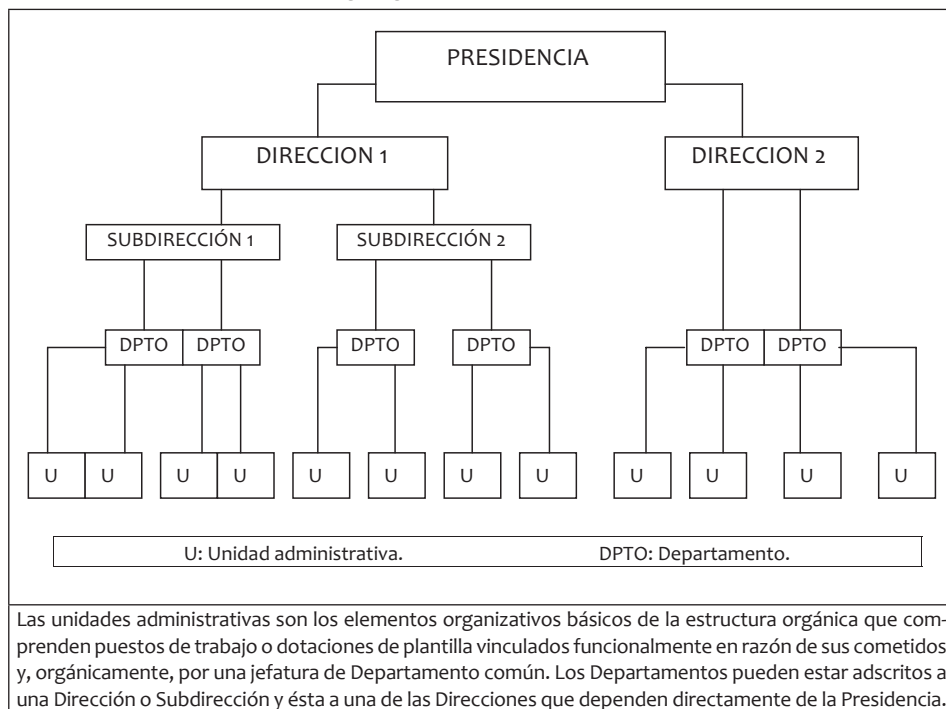 PRESIDENCIA
DIRECCION 1
DIRECCION 2
SUBDIRECCIÓN 1
SUBDIRECCIÓN 2
DPTO DPTO DPTO DPTO DPTO DPTO
U U U U U U U U U U U U
U: Unidad administrativa. DPTO: Departamento.
Las unidades administrativas son los elementos organizativos básicos de la estructura orgánica que com-
prenden puestos de trabajo o dotaciones de plantilla vinculados funcionalmente en razón de sus cometidos
y, orgánicamente, por una jefatura de Departamento común. Los Departamentos pueden estar adscritos a
una Dirección o Subdirección y ésta a una de las Direcciones que dependen directamente de la Presidencia.